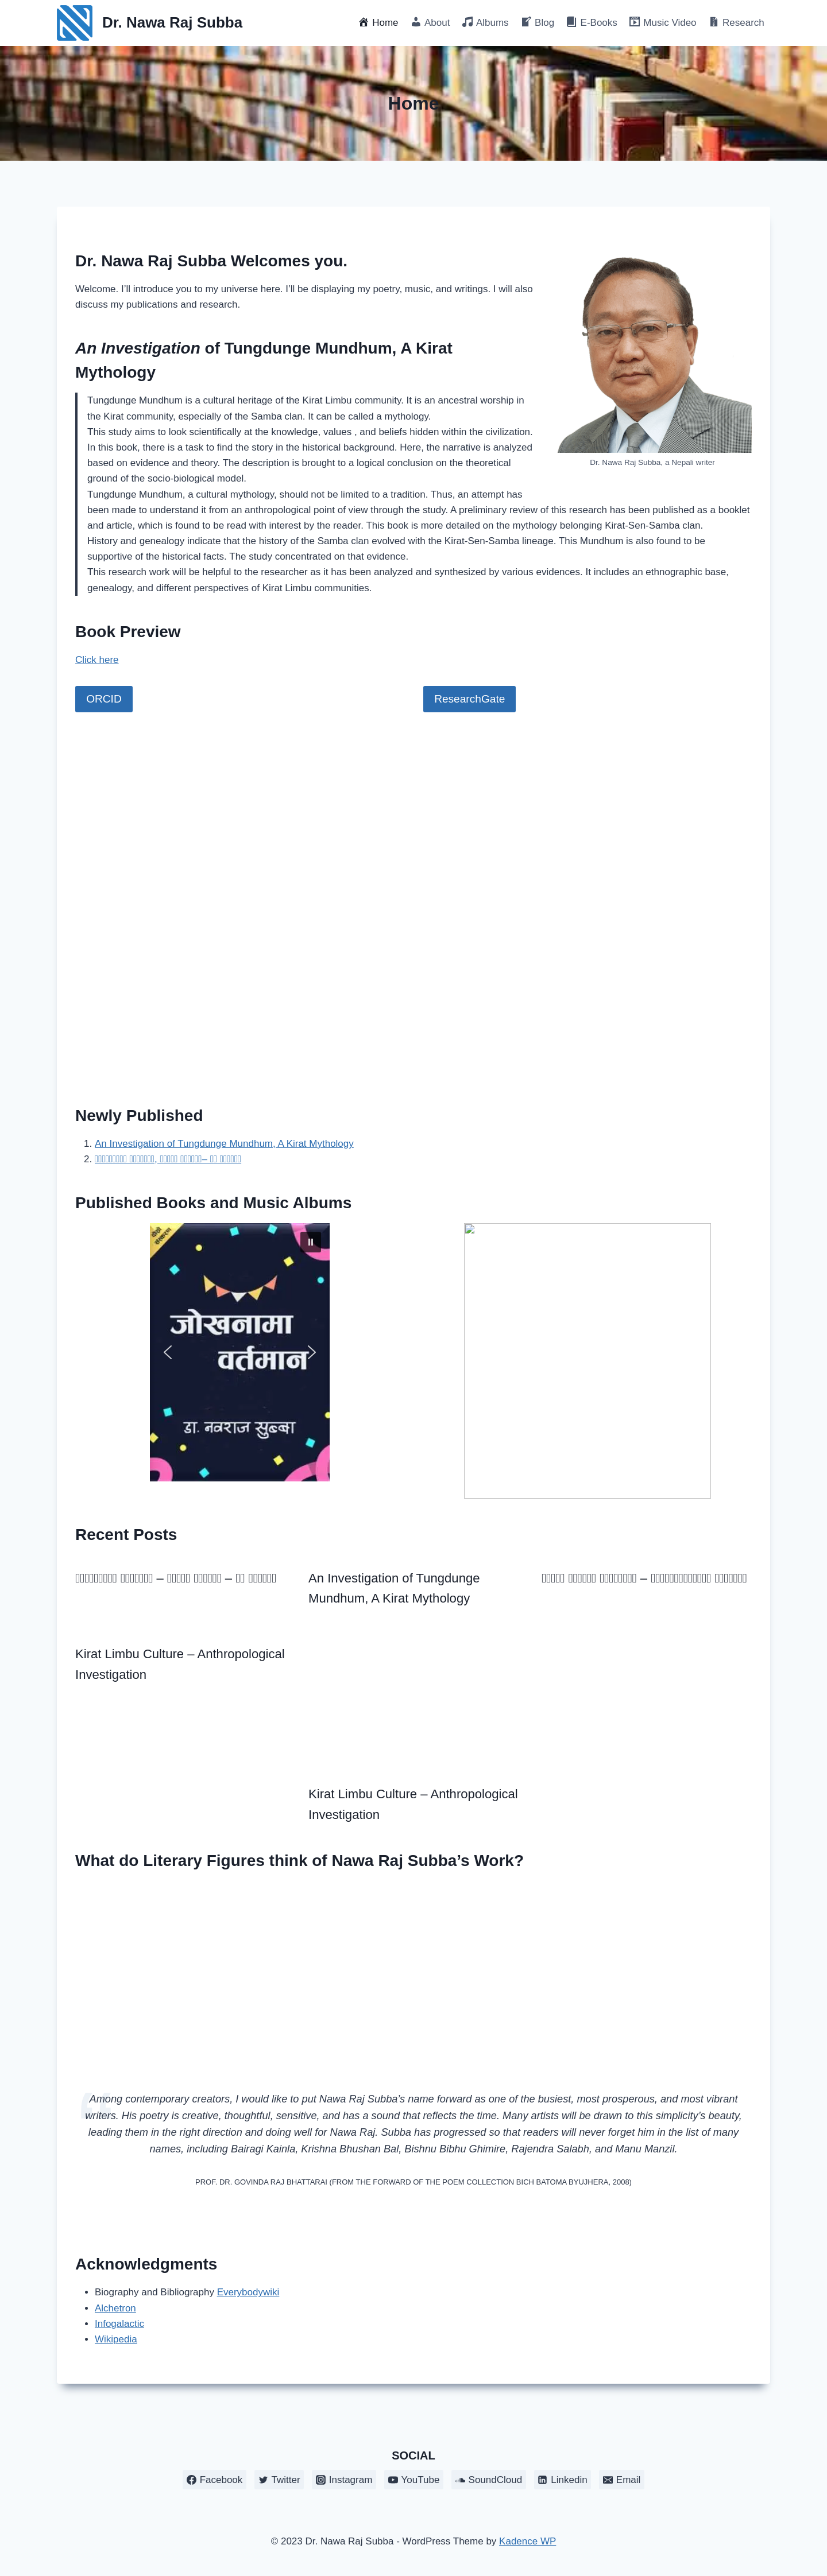 Dr. Nawa Raj Subba
Home
About
Albums
Blog
E-Books
Music Video
Research
Home
Dr. Nawa Raj Subba Welcomes you.
Welcome. I’ll introduce you to my universe here. I’ll be displaying my poetry, music, and writings. I will also
discuss my publications and research.
Dr. Nawa Raj Subba, a Nepali writer
An Investigation of Tungdunge Mundhum, A Kirat
Mythology
Tungdunge Mundhum is a cultural heritage of the Kirat Limbu community. It is an ancestral worship in
the Kirat community, especially of the Samba clan. It can be called a mythology.
This study aims to look scientifically at the knowledge, values , and beliefs hidden within the civilization.
In this book, there is a task to find the story in the historical background. Here, the narrative is analyzed
based on evidence and theory. The description is brought to a logical conclusion on the theoretical
ground of the socio-biological model.
Tungdunge Mundhum, a cultural mythology, should not be limited to a tradition. Thus, an attempt has
been made to understand it from an anthropological point of view through the study. A preliminary review of this research has been published as a booklet
and article, which is found to be read with interest by the reader. This book is more detailed on the mythology belonging Kirat-Sen-Samba clan.
History and genealogy indicate that the history of the Samba clan evolved with the Kirat-Sen-Samba lineage. This Mundhum is also found to be
supportive of the historical facts. The study concentrated on that evidence.
This research work will be helpful to the researcher as it has been analyzed and synthesized by various evidences. It includes an ethnographic base,
genealogy, and different perspectives of Kirat Limbu communities.
Book Preview
Click here
ORCID
ResearchGate
Newly Published
1. An Investigation of Tungdunge Mundhum, A Kirat Mythology
2.
Published Books and Music Albums
जोखनामा
वर्तमान
डा. नवराज सुब्बा
Recent Posts
An Investigation of Tungdunge
Mundhum, A Kirat Mythology
Kirat Limbu Culture – Anthropological
Investigation
Kirat Limbu Culture – Anthropological
Investigation
What do Literary Figures think of Nawa Raj Subba’s Work?
Among contemporary creators, I would like to put Nawa Raj Subba’s name forward as one of the busiest, most prosperous, and most vibrant
writers. His poetry is creative, thoughtful, sensitive, and has a sound that reflects the time. Many artists will be drawn to this simplicity’s beauty,
leading them in the right direction and doing well for Nawa Raj. Subba has progressed so that readers will never forget him in the list of many
names, including Bairagi Kainla, Krishna Bhushan Bal, Bishnu Bibhu Ghimire, Rajendra Salabh, and Manu Manzil.
PROF. DR. GOVINDA RAJ BHATTARAI (FROM THE FORWARD OF THE POEM COLLECTION BICH BATOMA BYUJHERA, 2008)
Acknowledgments
Biography and Bibliography Everybodywiki
Alchetron
Infogalactic
Wikipedia
SOCIAL
Facebook
Twitter
Instagram
YouTube
SoundCloud
Linkedin
Email
© 2023 Dr. Nawa Raj Subba - WordPress Theme by Kadence WP